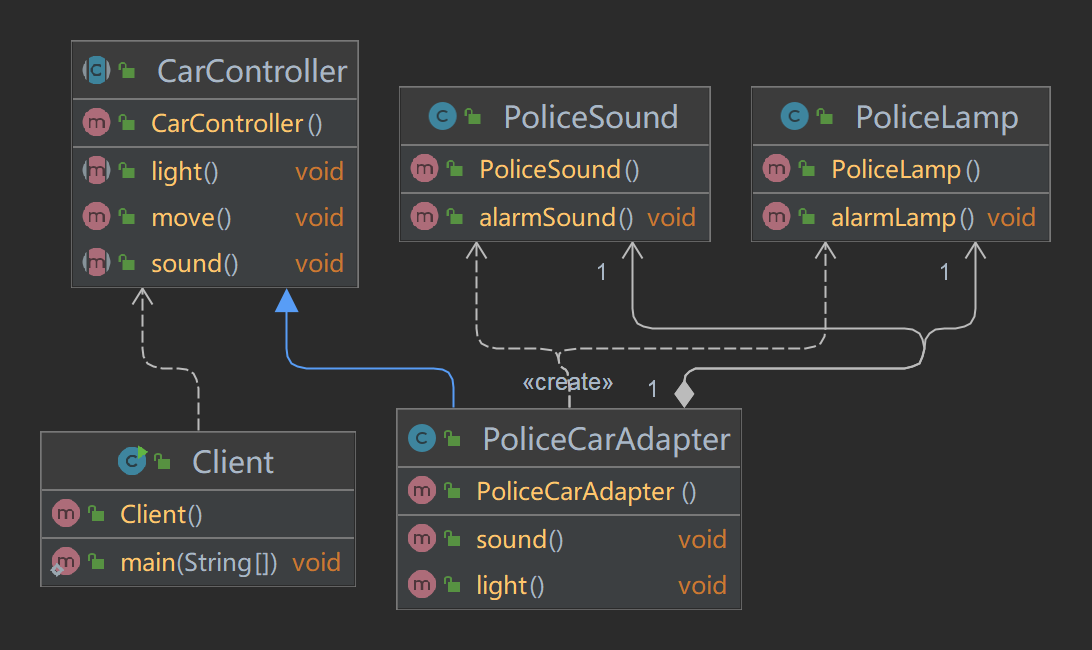 CarController
CarController()
light() void
move() void
sound() void
PoliceSound
PoliceSound()
alarmSound() void
PoliceLamp
PoliceLamp()
alarmLamp() void
1
1
«create»
1
Client
Client()
main(String[]) void
PoliceCarAdapter
PoliceCarAdapter ()
sound() void
light() void